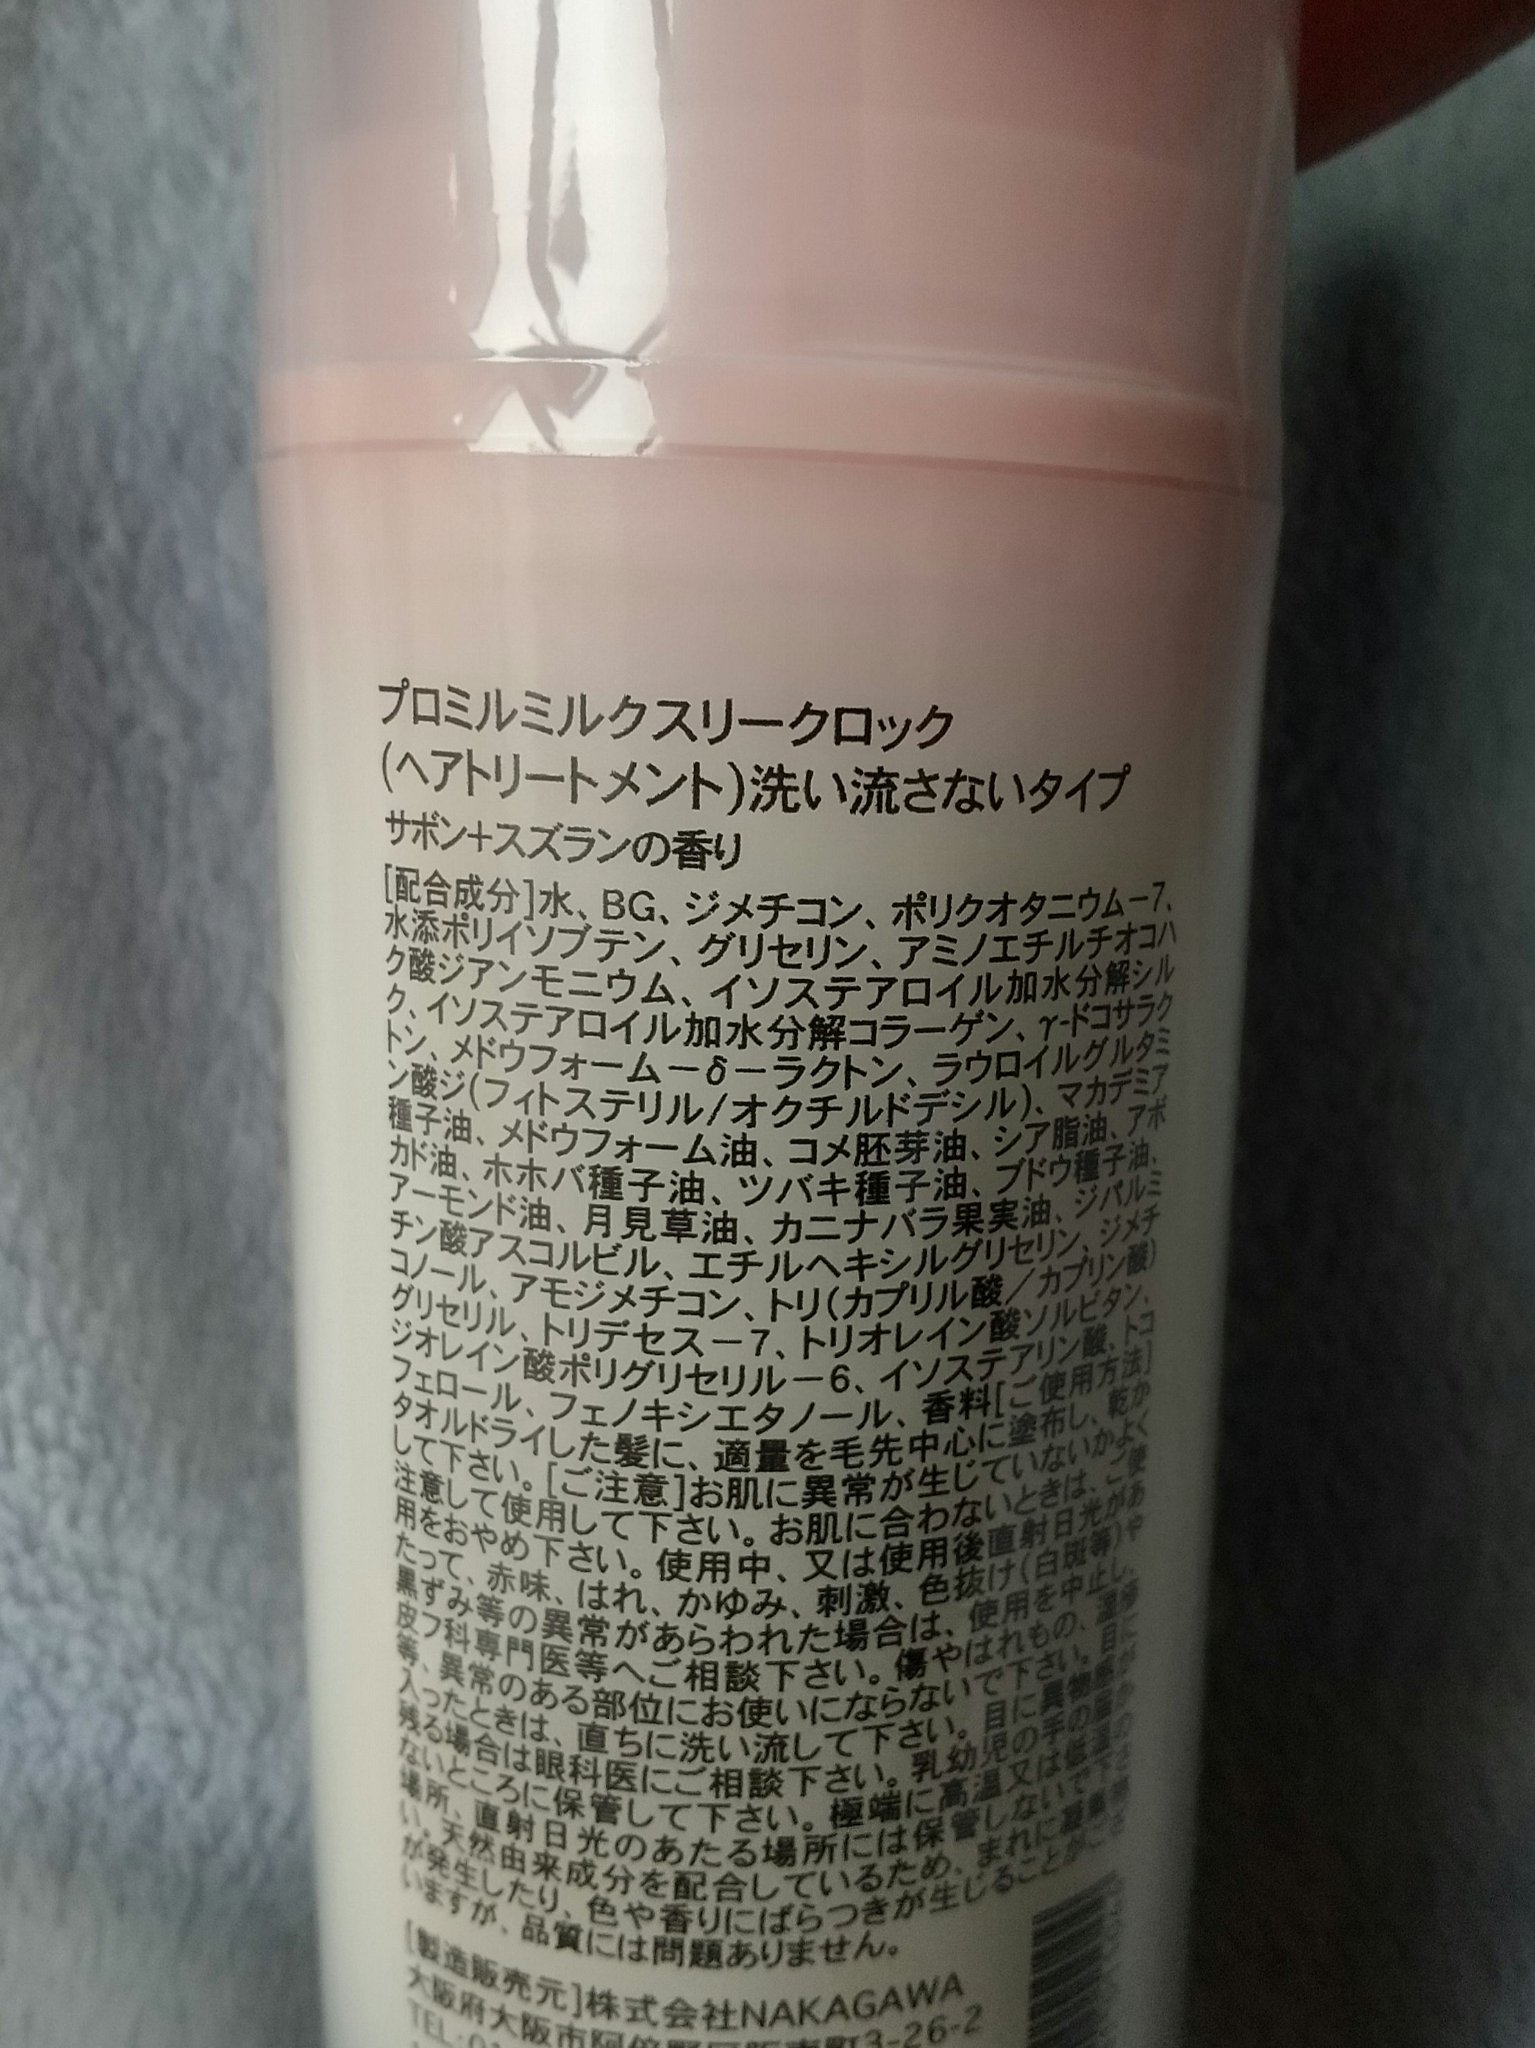 プロミルミルクスリークロック
(ヘアトリートメント)洗い流さないタイプ
サボン+スズランの香り
[配合成分]水、BG、ジメチコン、ポリクオタニウム－7、
水添ポリイソブテン、グリセリン、アミノエチルチオコハ
ク酸ジアンモニウム、イソステアロイル加水分解シル
ク、イソステアロイル加水分解コラーゲン、γ-ドコサラク
トン、メドウフォーム－δ－ラクトン、ラウロイルグルタミ
ン酸ジ(フィトステリル/オクチルドデシル)、マカデミア
種子油、メドウフォーム油、コメ胚芽油、シア脂油、アボ
カド油、ホホバ種子油、ツバキ種子油、ブドウ種子油、
アーモンド油、月見草油、カニナバラ果実油、ジパルミ
チン酸アスコルビル、エチルヘキシルグリセリン、ジメチ
コノール、アモジメチコン、トリ(カプリル酸／カプリン酸)
グリセリル、トリデセス－7、トリオレイン酸ソルビタン、
ジオレイン酸ポリグリセリル－6、イソステアリン酸、トコ
フェロール、フェノキシエタノール、香料[ご使用方法]
タオルドライした髪に、適量を毛先中心に塗布し、乾か
して下さい。[ご注意]お肌に異常が生じていないかよく
注意して使用して下さい。お肌に合わないときは、ご使
用をおやめ下さい。使用中、又は使用後直射日光があ
たって、赤味、はれ、かゆみ、刺激、色抜け(白斑等)や
黒ずみ等の異常があらわれた場合は、使用を中止し、
皮フ科専門医等へご相談下さい。傷やはれもの、湿疹
等、異常のある部位にお使いにならないで下さい。目に
入ったときは、直ちに洗い流して下さい。目に異物感が
残る場合は眼科医にご相談下さい。乳幼児の手の届か
ないところに保管して下さい。極端に高温又は低温の
場所、直射日光のあたる場所には保管しないで下さ
い。天然由来成分を配合しているため、まれに凝集物
が発生したり、色や香りにばらつきが生じることがござ
いますが、品質には問題ありません。
[製造販売元]株式会社NAKAGAWA
大阪府大阪市阿倍野区阪南町3-26-2
TEL: